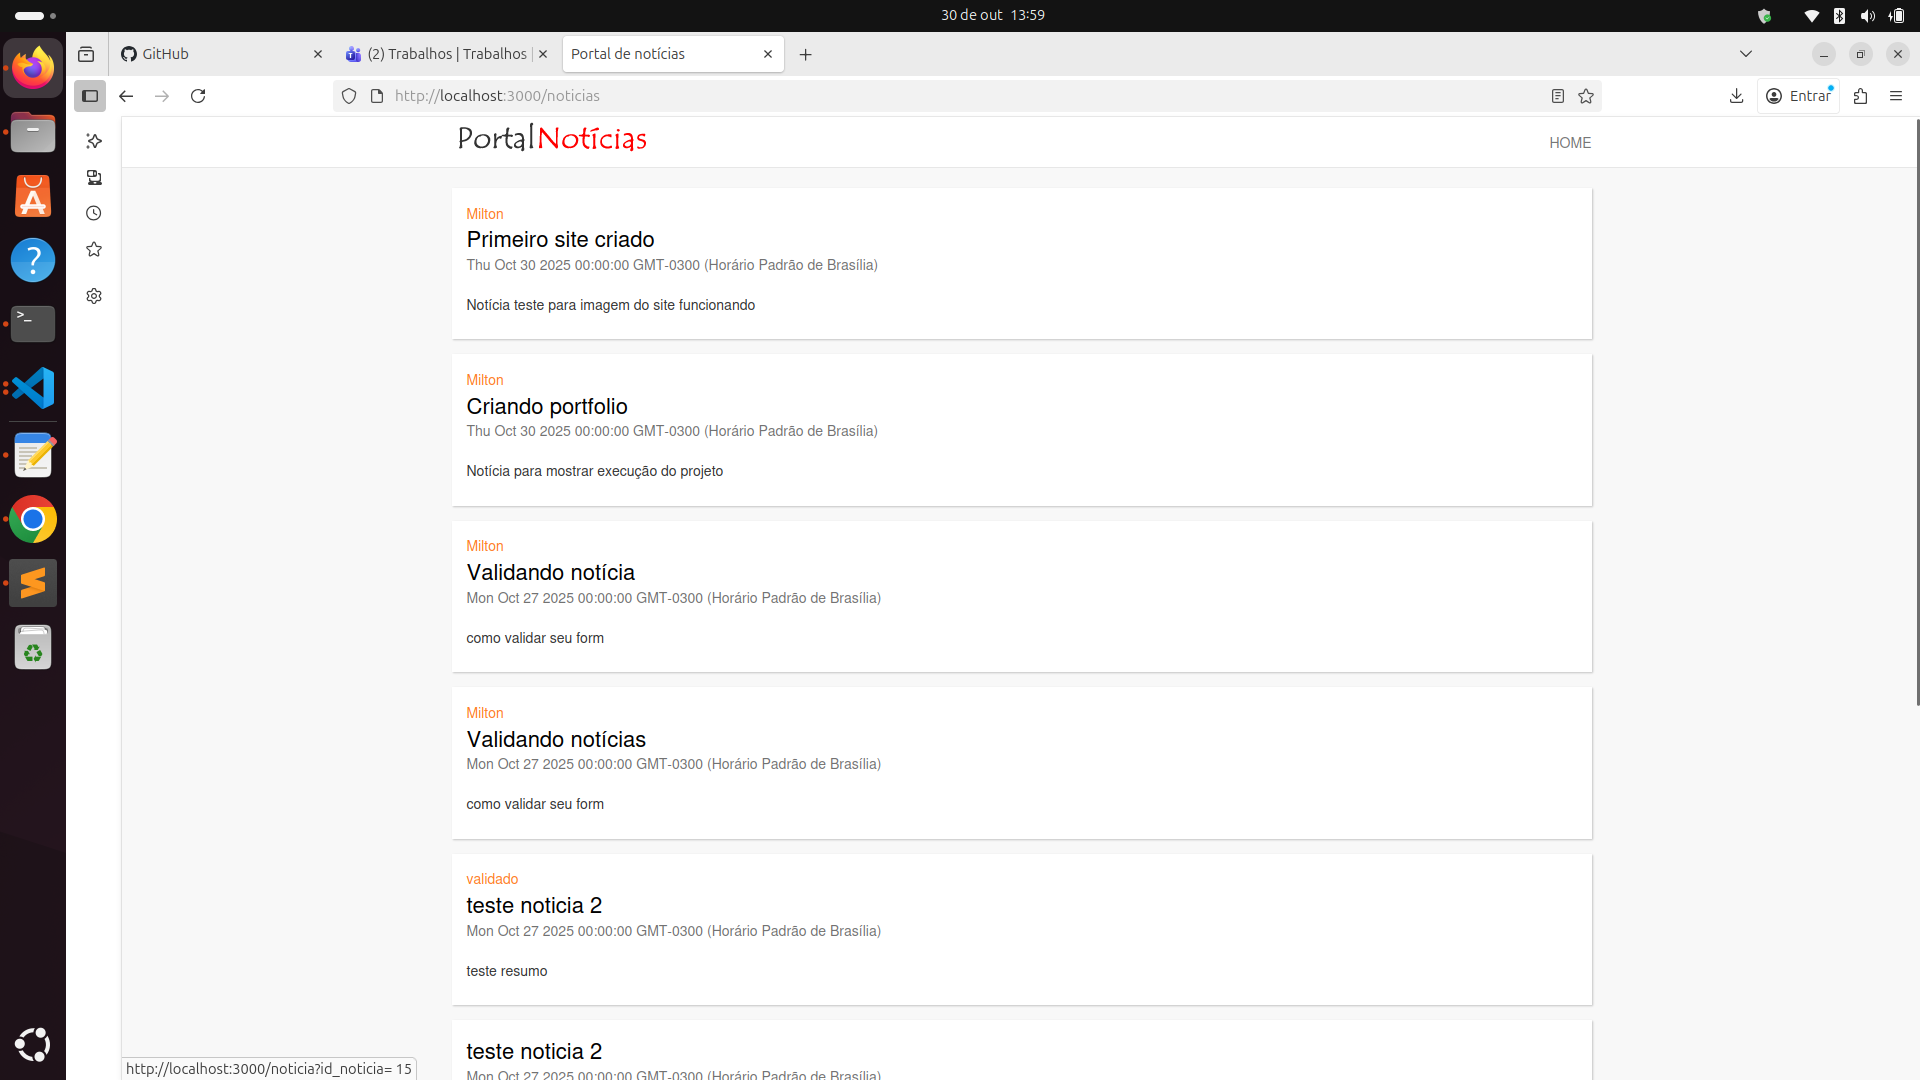 30 de out 13:59
GitHub
(2) Trabalhos | Trabalhos |
Portal de notícias
http://localhost:3000/noticias
Entrar
PortalNotícias
HOME
Milton
Primeiro site criado
Thu Oct 30 2025 00:00:00 GMT-0300 (Horário Padrão de Brasília)
Notícia teste para imagem do site funcionando
Milton
Criando portfolio
Thu Oct 30 2025 00:00:00 GMT-0300 (Horário Padrão de Brasília)
Notícia para mostrar execução do projeto
Milton
Validando notícia
Mon Oct 27 2025 00:00:00 GMT-0300 (Horário Padrão de Brasília)
como validar seu form
Milton
Validando notícias
Mon Oct 27 2025 00:00:00 GMT-0300 (Horário Padrão de Brasília)
como validar seu form
validado
teste noticia 2
Mon Oct 27 2025 00:00:00 GMT-0300 (Horário Padrão de Brasília)
teste resumo
teste noticia 2
Mon Oct 27 2025 00:00:00 GMT-0300 (Horário Padrão de Brasília)
http://localhost:3000/noticia?id_noticia= 15